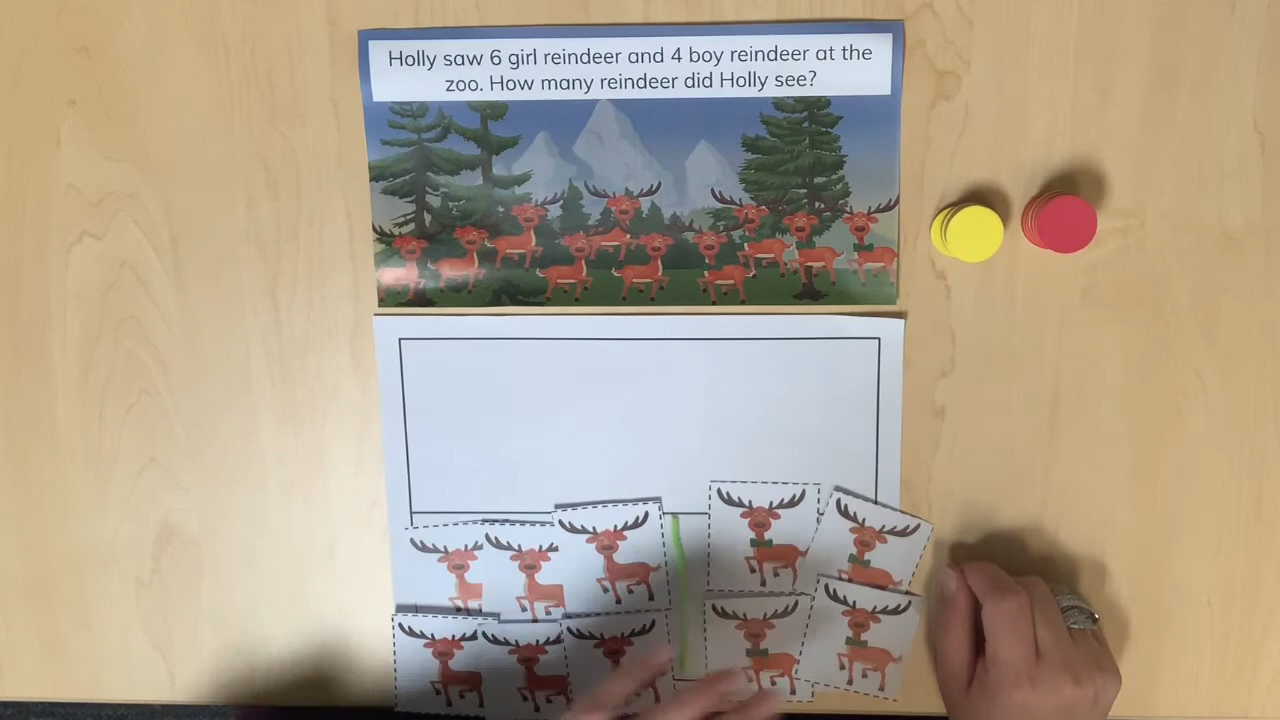 Holly saw 6 girl reindeer and 4 boy reindeer at the
zoo. How many reindeer did Holly see?